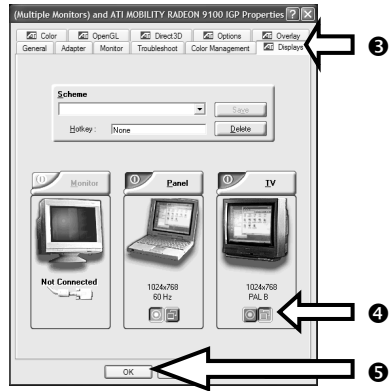 (Multiple Monitors) and ATI MOBILITY RADEON 9100 IGP Properties ? X
Color OpenGL Direct3D Options Overlay
General Adapter Monitor Troubleshoot Color Management Displays
❸
Scheme
Save
Hotkey: None Delete
Monitor Panel TV
Not Connected
1024x768 1024x768
60 Hz PAL B
❹
OK
❺